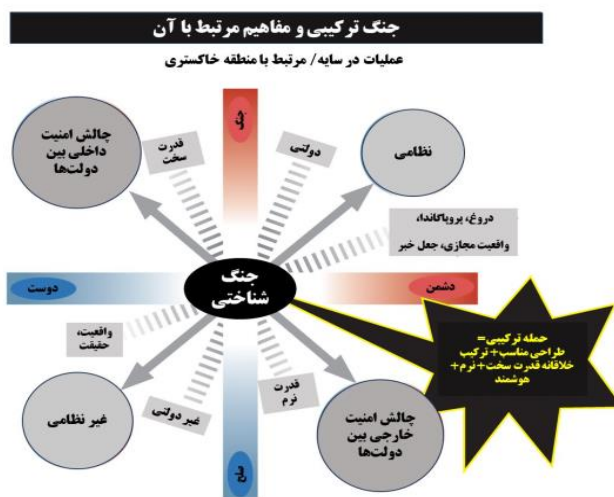 جنگ ترکیبی و مفاهیم مرتبط با آن
عملیات در سایه/ مرتبط با منطقه خاکستری
جنگ
نظامی
دولتی
قدرت
سخت
چالش امنیت
داخلی بین
دولت‌ها
دروغ، پروپاگاندا،
واقعیت مجازی، جعل خبر
جنگ
شناختی
دشمن
دوست
حمله ترکیبی=
طراحی مناسب+ ترکیب
خلاقانه قدرت سخت+ نرم+
هوشمند
واقعیت،
حقیقت
قدرت
نرم
غیر دولتی
غیر نظامی
چالش امنیت
خارجی بین
دولت‌ها
صلح